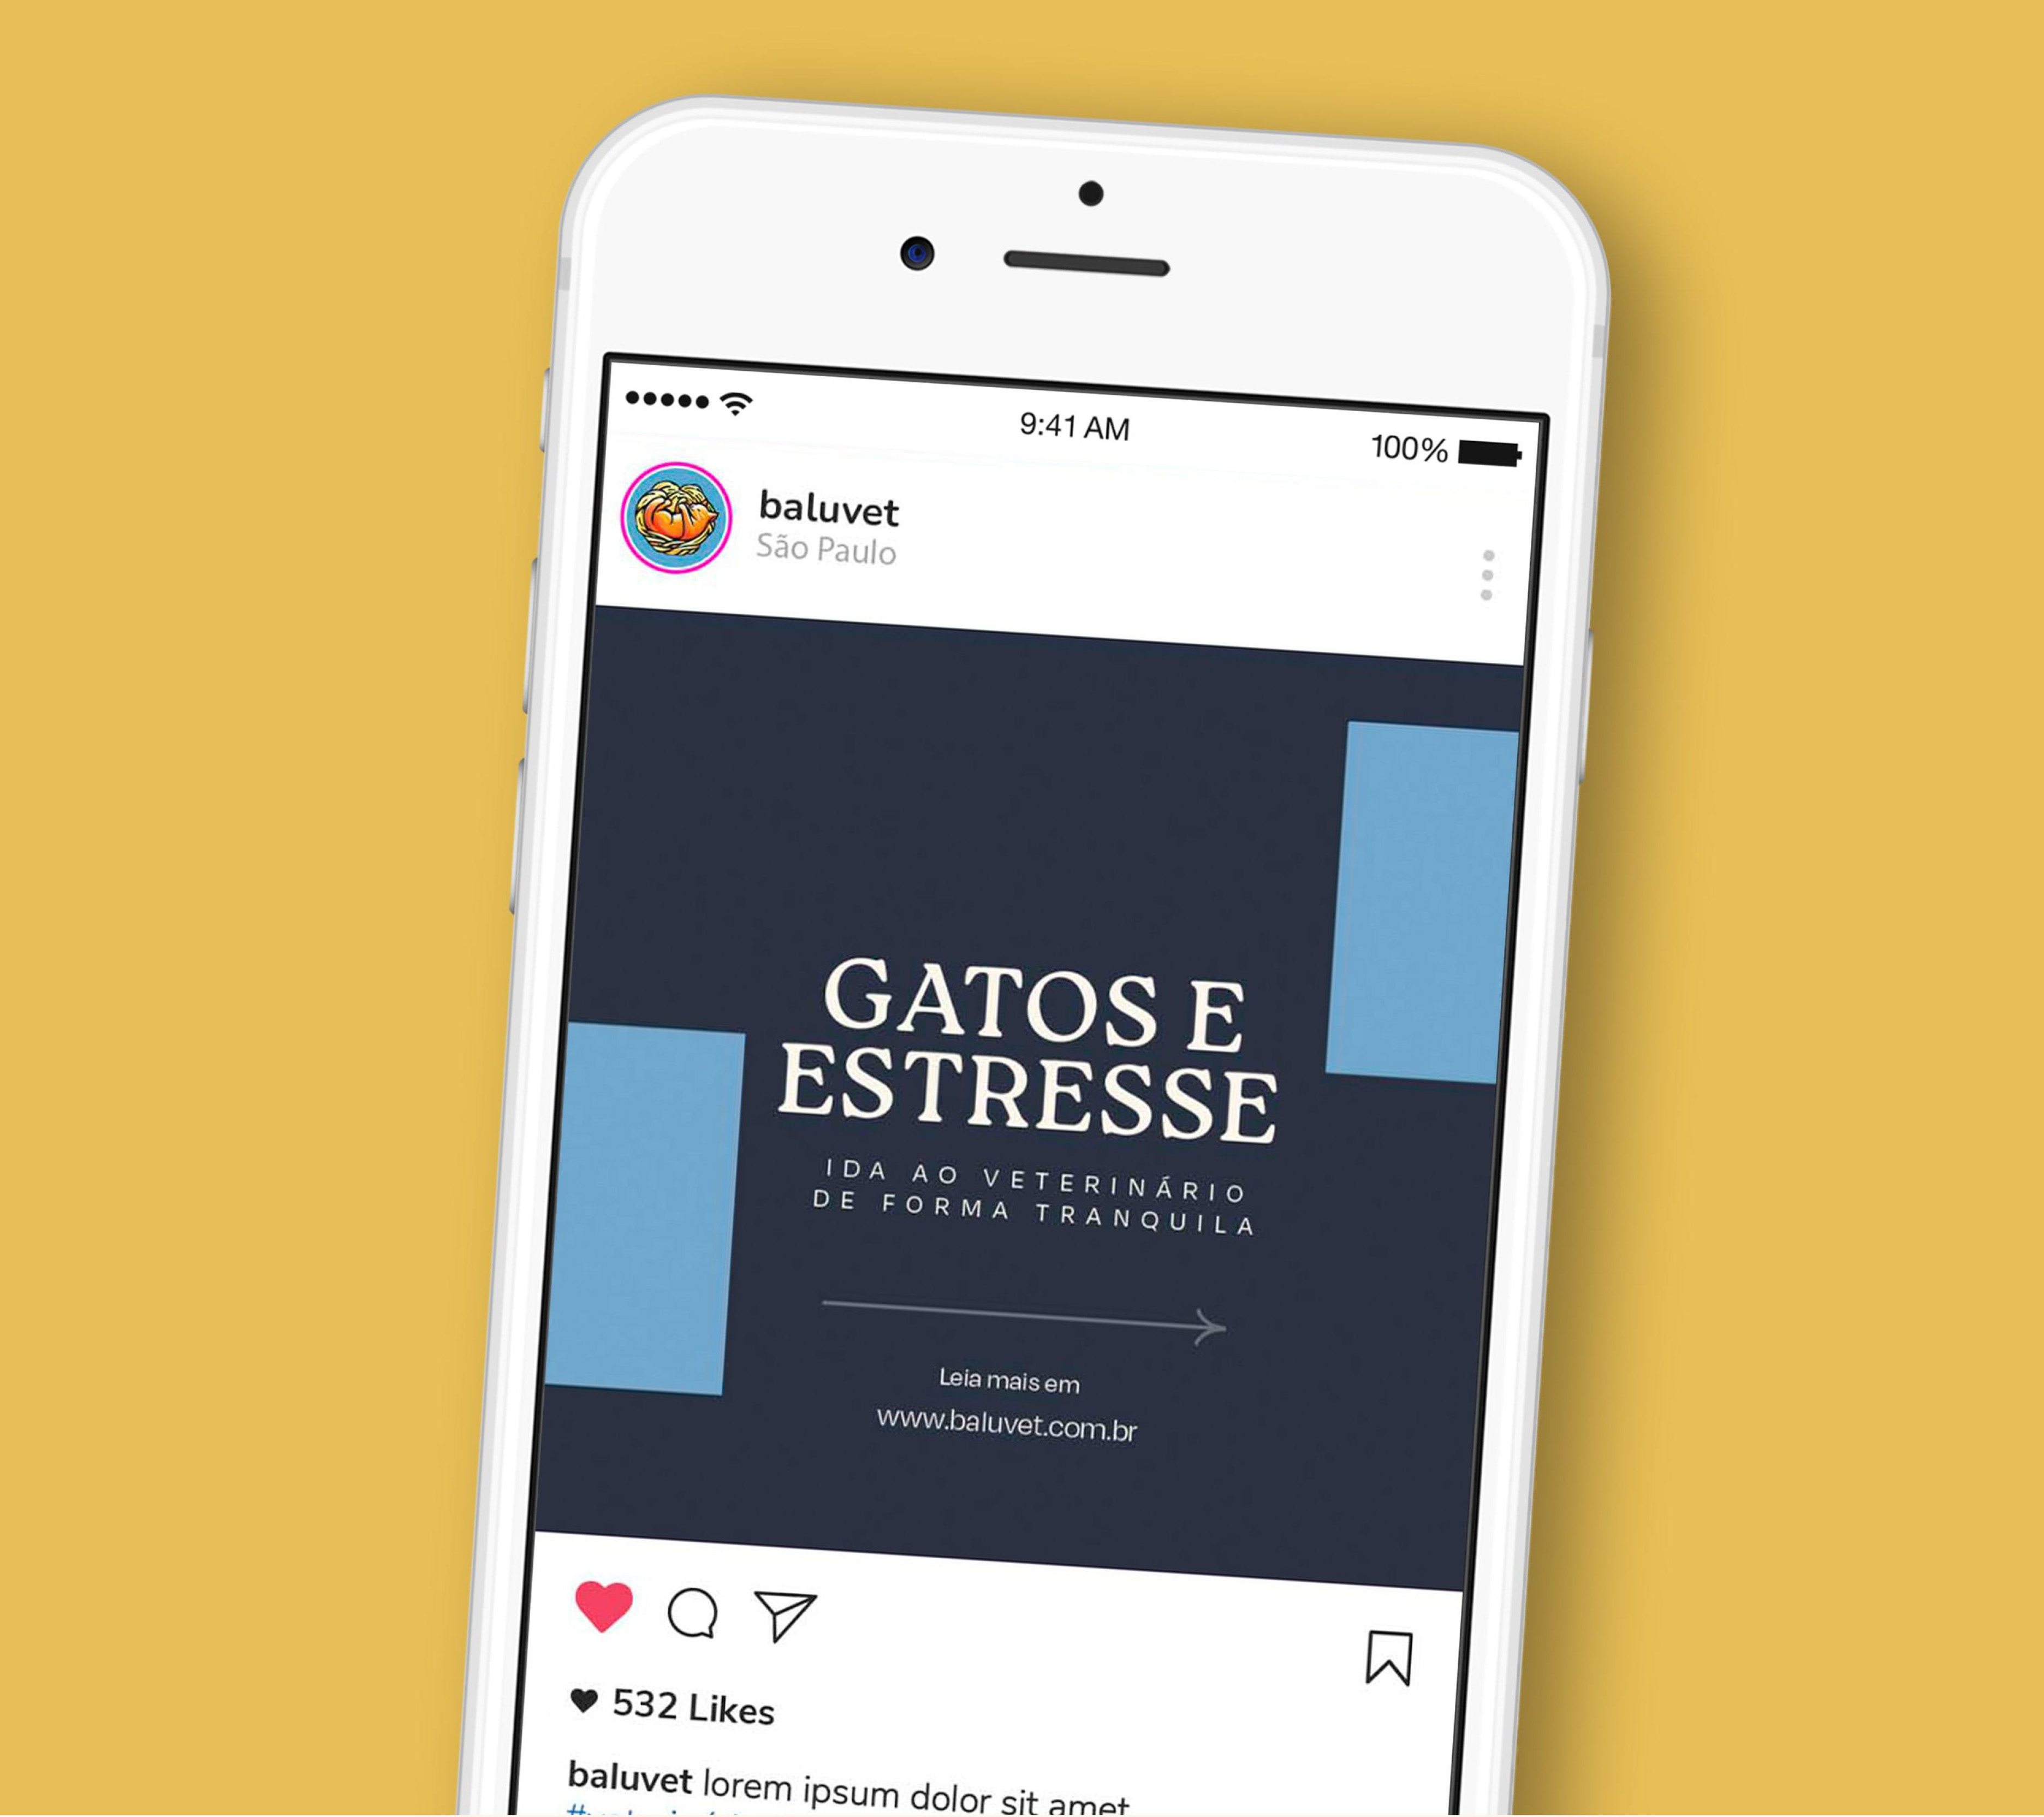 9:41 AM
100%
baluvet
São Paulo
GATOS E
ESTRESSE
IDA AO VETERINÁRIO
DE FORMA TRANQUILA
Leia mais em
www.baluvet.com.br
532 Likes
baluvet lorem ipsum dolor sit amet